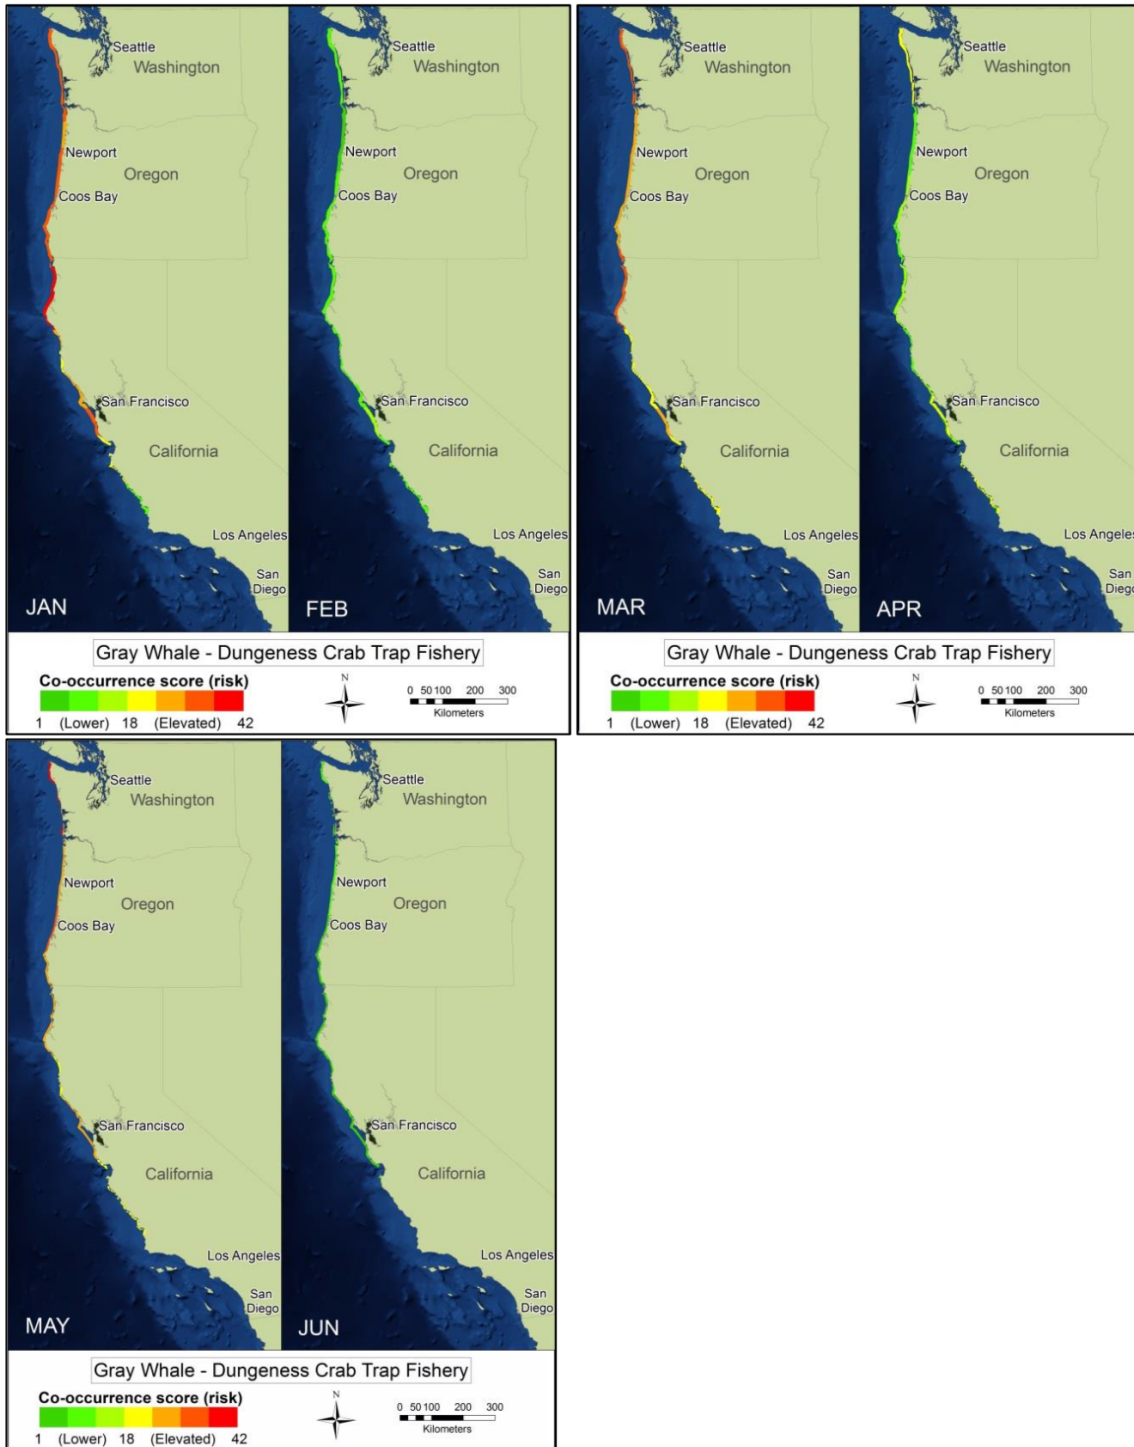 Seattle
Washington
Newport
Oregon
Coos Bay
San Francisco
California
Los Angeles
San
Diego
JAN
Seattle
Washington
Newport
Oregon
Coos Bay
San Francisco
California
Los Angeles
San
Diego
FEB
Gray Whale - Dungeness Crab Trap Fishery
Co-occurrence score (risk)
1 (Lower) 18 (Elevated) 42
N
0 50 100 200 300
Kilometers
Seattle
Washington
Newport
Oregon
Coos Bay
San Francisco
California
Los Angeles
San
Diego
MAR
Seattle
Washington
Newport
Oregon
Coos Bay
San Francisco
California
Los Angeles
San
Diego
APR
Gray Whale - Dungeness Crab Trap Fishery
Co-occurrence score (risk)
1 (Lower) 18 (Elevated) 42
N
0 50 100 200 300
Kilometers
Seattle
Washington
Newport
Oregon
Coos Bay
San Francisco
California
Los Angeles
San
Diego
MAY
Seattle
Washington
Newport
Oregon
Coos Bay
San Francisco
California
Los Angeles
San
Diego
JUN
Gray Whale - Dungeness Crab Trap Fishery
Co-occurrence score (risk)
1 (Lower) 18 (Elevated) 42
N
0 50 100 200 300
Kilometers